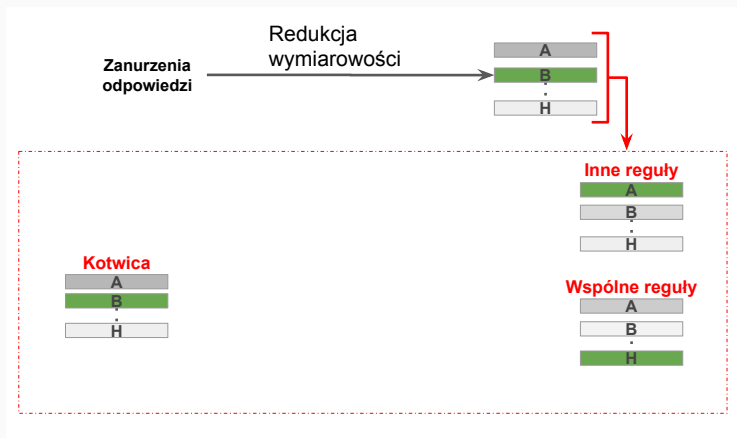 Redukcja
wymiarowości
Zanurzenia
odpowiedzi
A
B
H
Inne reguły
A
B
H
Kotwica
A
B
H
Wspólne reguły
A
B
H